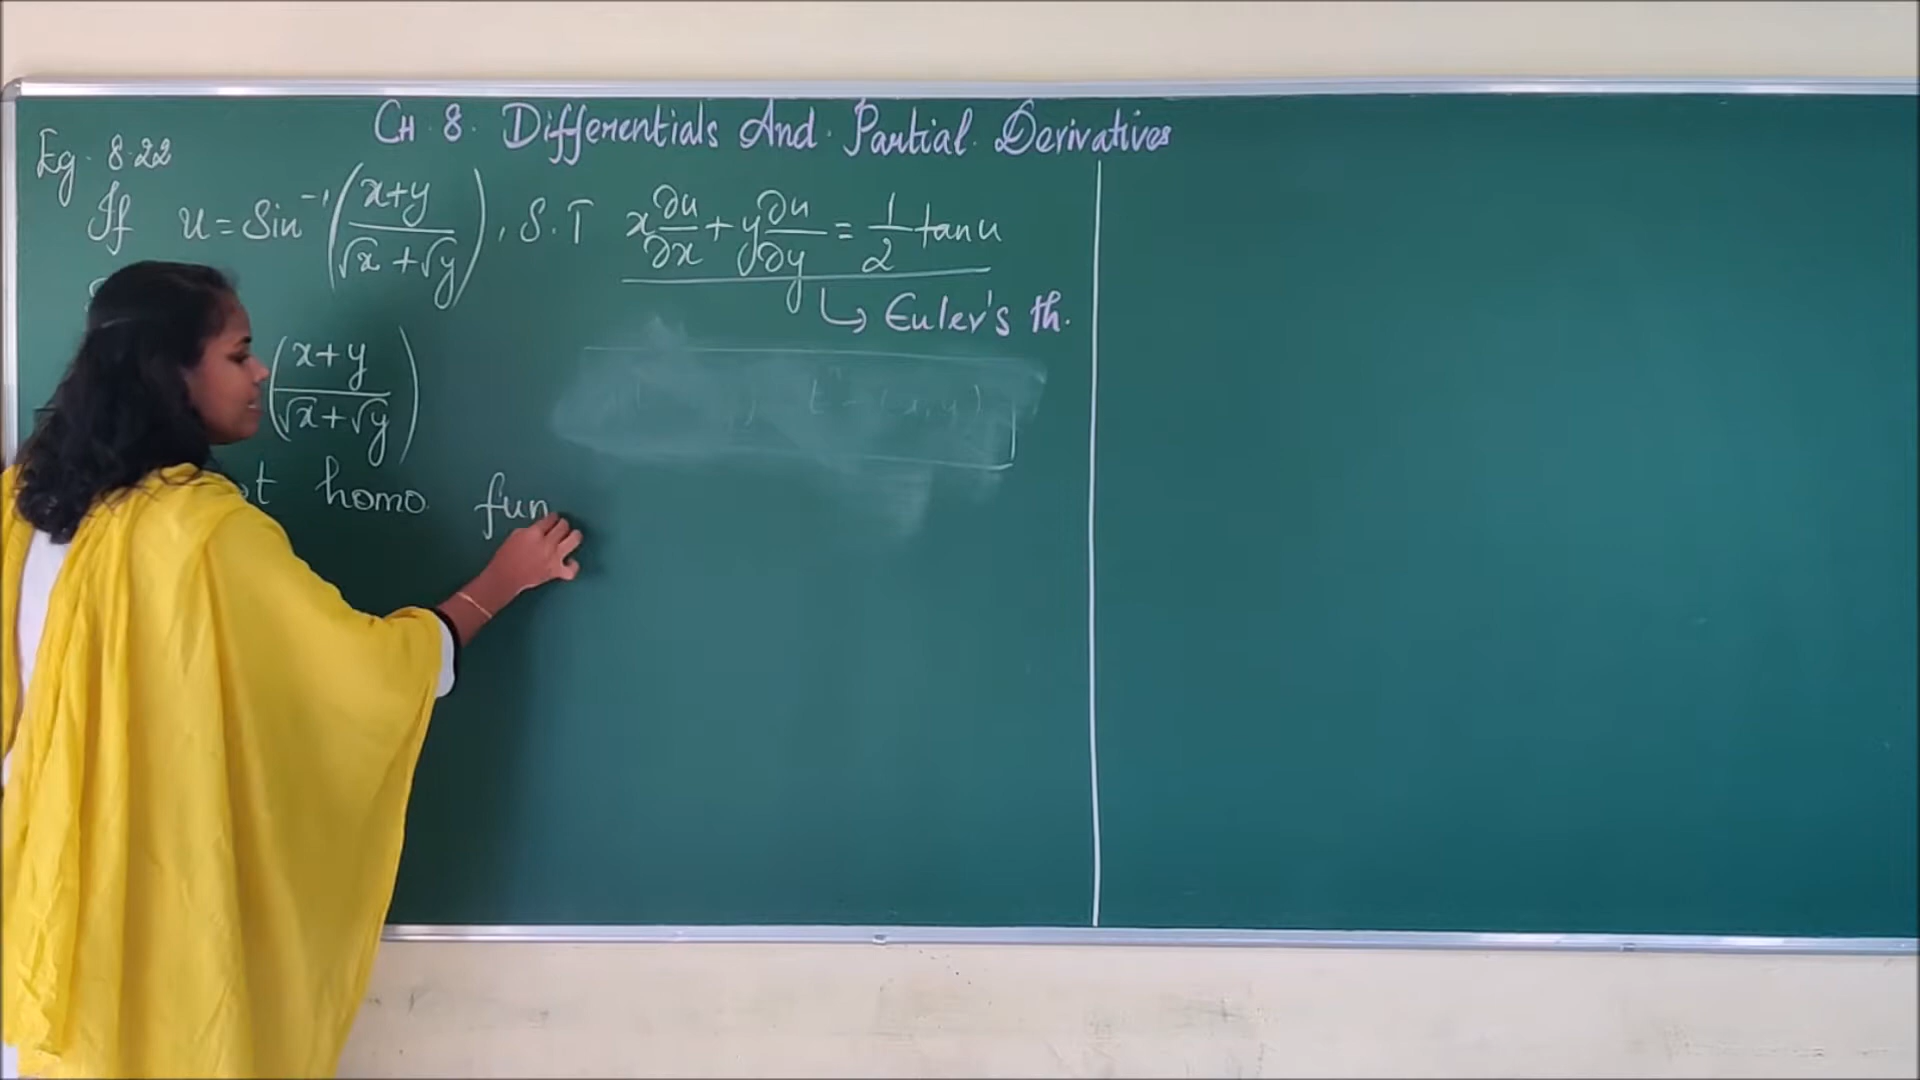 CH. 8. Differentials And Partial Derivatives
Eg. 8.22
If u = Sin⁻¹((x+y)/(√x+√y)), S.T x ∂u/∂x + y ∂u/∂y = 1/2 tan u
↳ Euler's th.
((x+y)/(√x+√y))
homo. fun